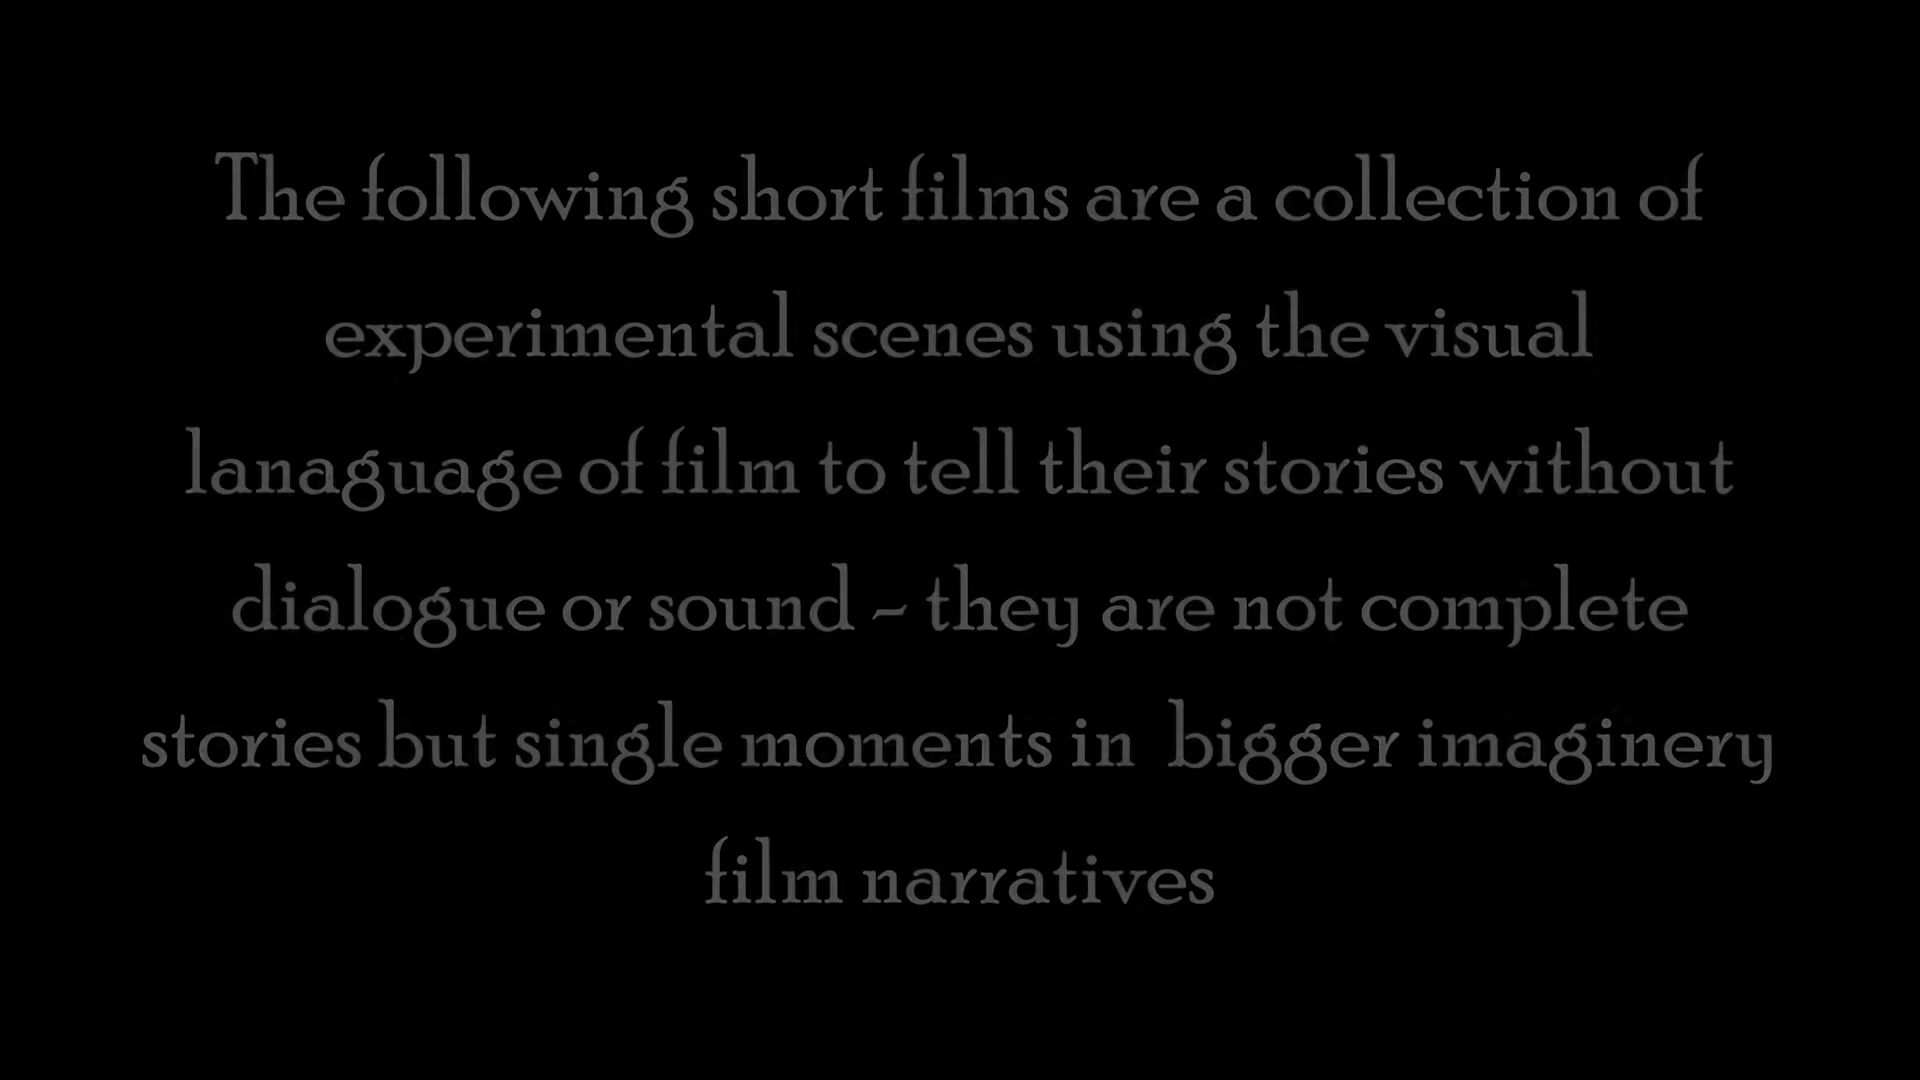 The following short films are a collection of
experimental scenes using the visual
lanaguage of film to tell their stories without
dialogue or sound - they are not complete
stories but single moments in  bigger imaginery
film narratives